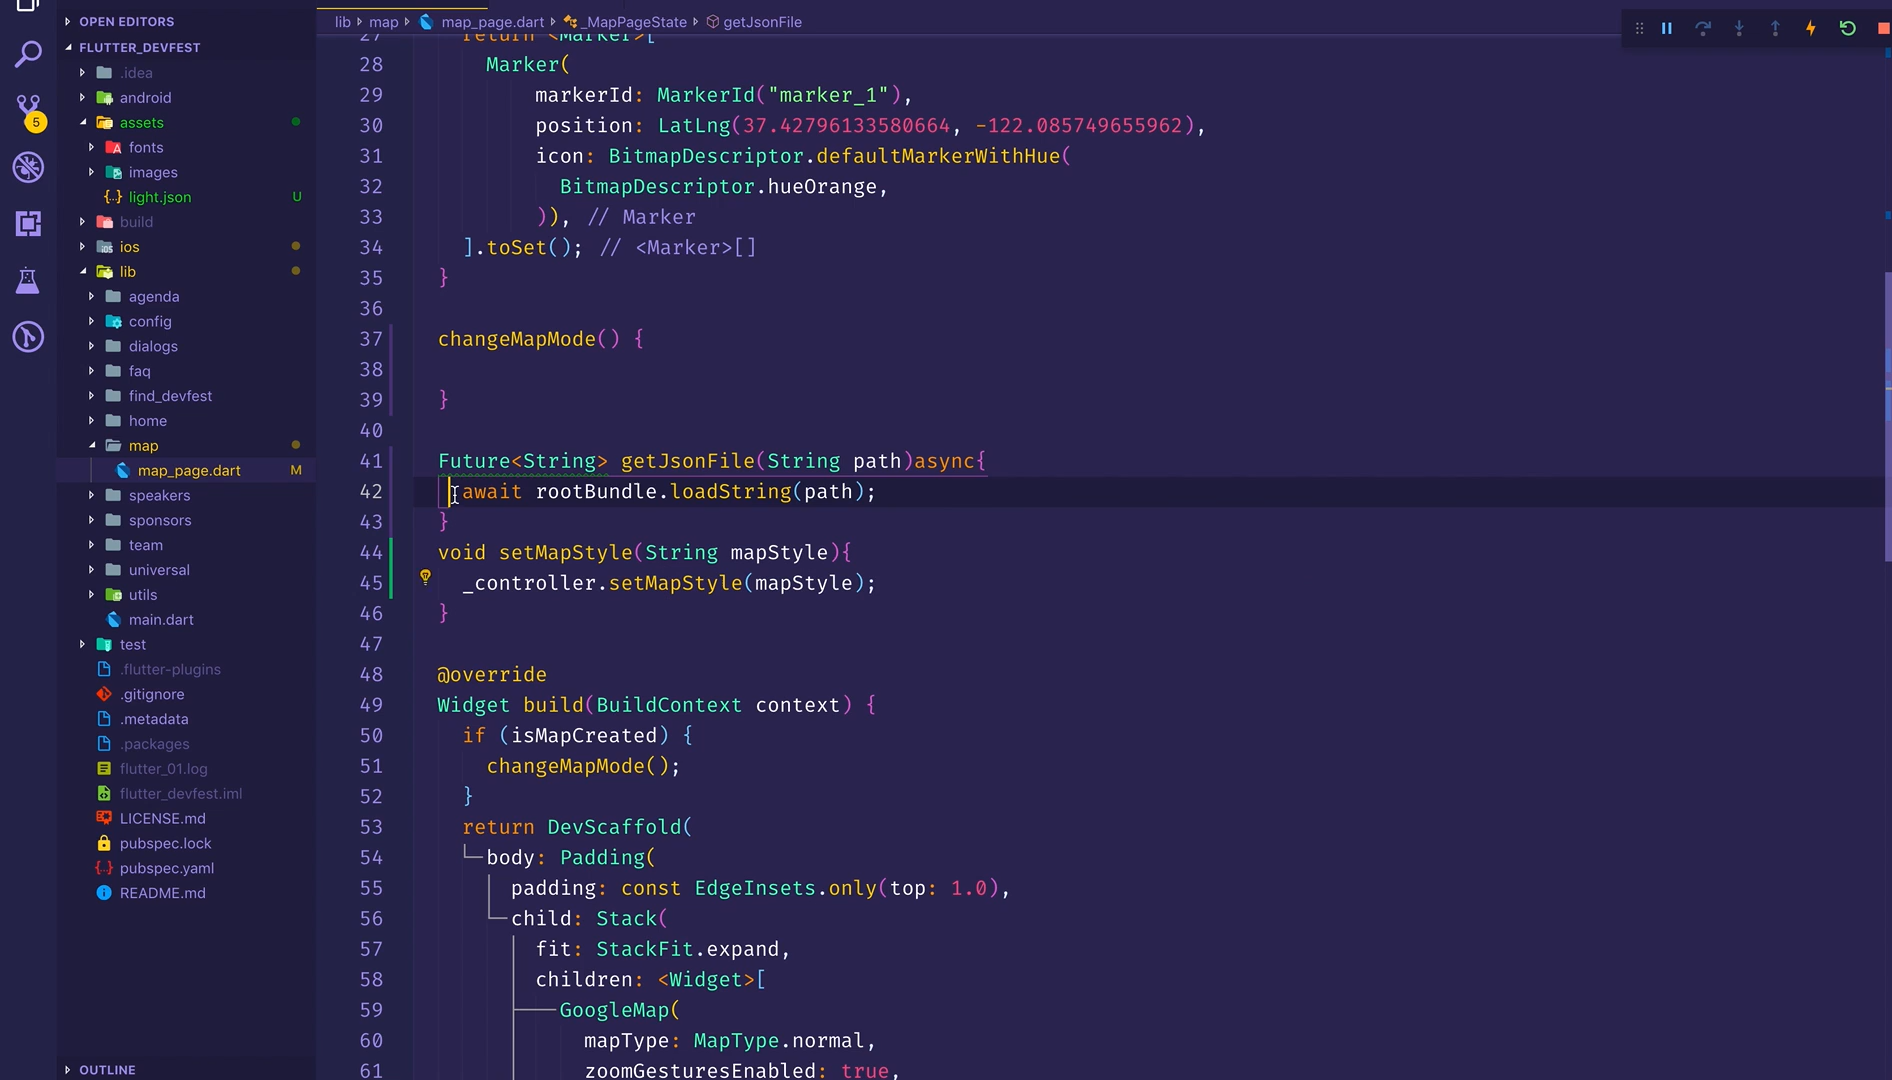 OPEN EDITORS
FLUTTER_DEVFEST
.idea
android
assets
fonts
images
light.json U
build
ios
lib
agenda
config
dialogs
faq
find_devfest
home
map
map_page.dart M
speakers
sponsors
team
universal
utils
main.dart
test
.flutter-plugins
.gitignore
.metadata
.packages
flutter_01.log
flutter_devfest.iml
LICENSE.md
pubspec.lock
pubspec.yaml
README.md
OUTLINE
5
lib map map_page.dart _MapPageState getJsonFile
27 return <Marker>[
28 Marker(
29 markerId: MarkerId("marker_1"),
30 position: LatLng(37.42796133580664, -122.085749655962),
31 icon: BitmapDescriptor.defaultMarkerWithHue(
32 BitmapDescriptor.hueOrange,
33 )), // Marker
34 ].toSet(); // <Marker>[]
35 }
36
37 changeMapMode() {
38
39 }
40
41 Future<String> getJsonFile(String path)async{
42 await rootBundle.loadString(path);
43 }
44 void setMapStyle(String mapStyle){
45 _controller.setMapStyle(mapStyle);
46 }
47
48 @override
49 Widget build(BuildContext context) {
50 if (isMapCreated) {
51 changeMapMode();
52 }
53 return DevScaffold(
54 body: Padding(
55 padding: const EdgeInsets.only(top: 1.0),
56 child: Stack(
57 fit: StackFit.expand,
58 children: <Widget>[
59 GoogleMap(
60 mapType: MapType.normal,
61 zoomGesturesEnabled: true,